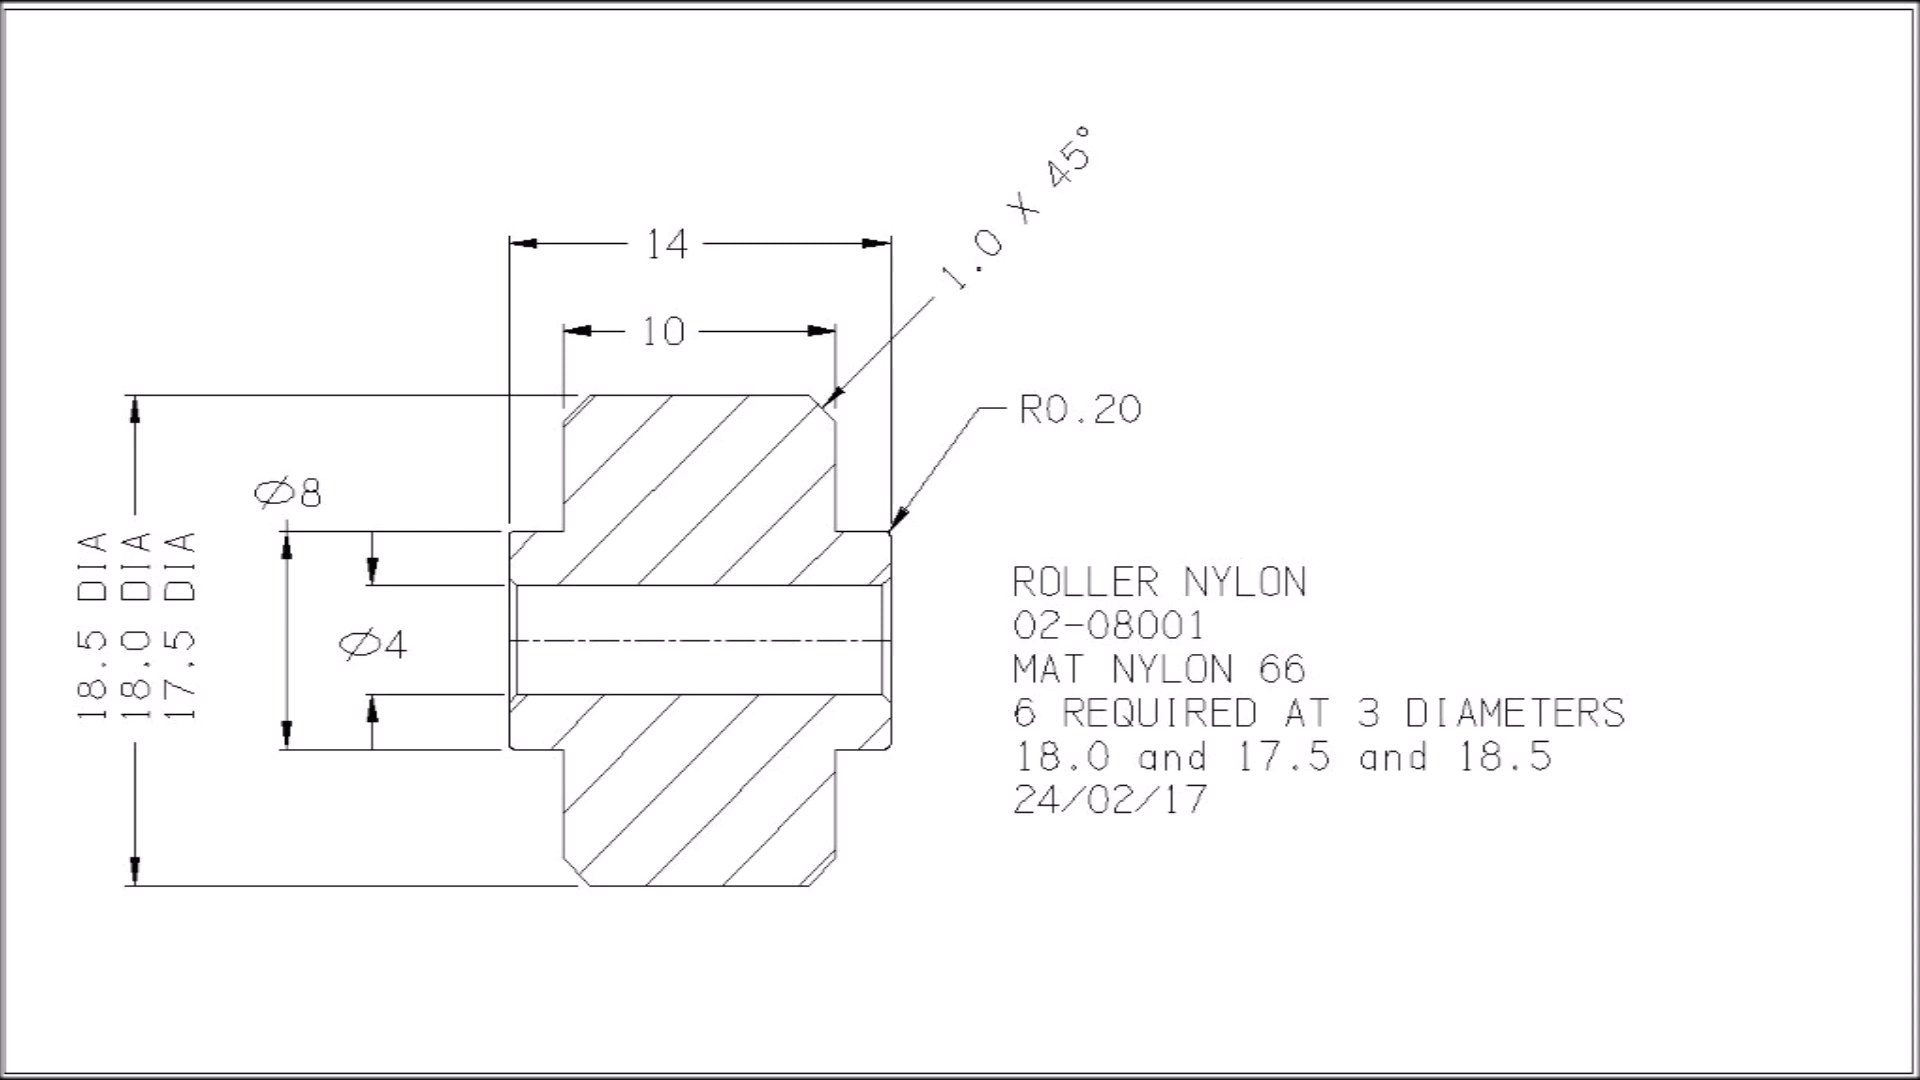 1.0 X 45°
14
10
R0.20
Ø8
18.5 DIA
18.0 DIA
17.5 DIA
Ø4
ROLLER NYLON
02-08001
MAT NYLON 66
6 REQUIRED AT 3 DIAMETERS
18.0 and 17.5 and 18.5
24/02/17